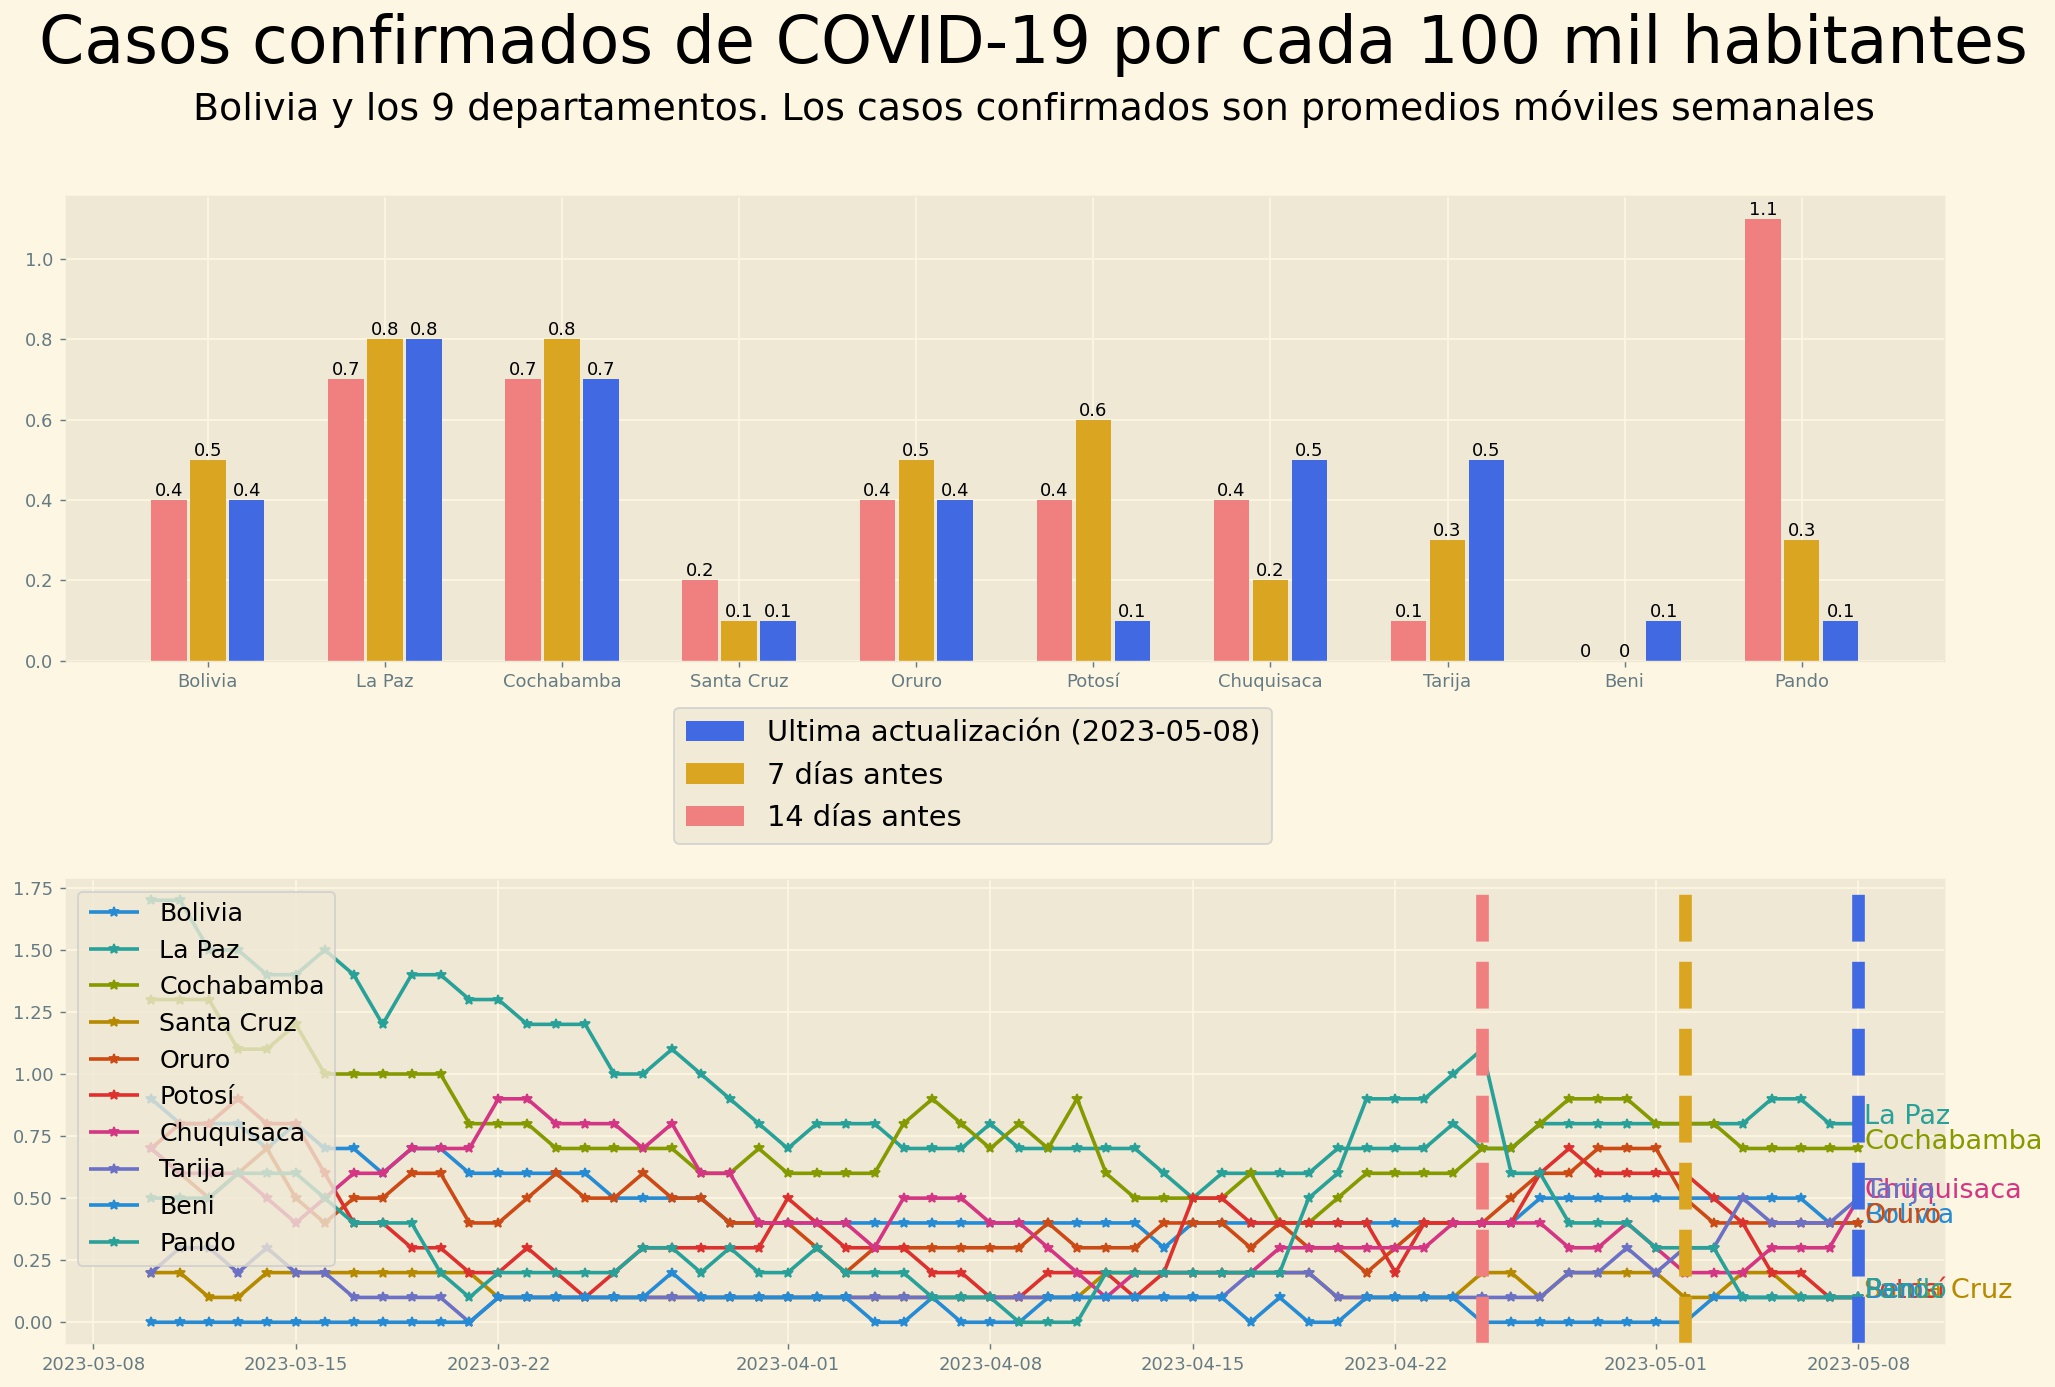 Casos confirmados de COVID-19 por cada 100 mil habitantes
Bolivia y los 9 departamentos. Los casos confirmados son promedios móviles semanales
1.0
0.8
0.6
0.4
0.2
0.0
0.4 0.5 0.4
0.7 0.8 0.8
0.7 0.8 0.7
0.2 0.1 0.1
0.4 0.5 0.4
0.4 0.6 0.1
0.4 0.2 0.5
0.1 0.3 0.5
0 0 0.1
1.1 0.3 0.1
Bolivia La Paz Cochabamba Santa Cruz Oruro Potosí Chuquisaca Tarija Beni Pando
Ultima actualización (2023-05-08)
7 días antes
14 días antes
1.75
1.50
1.25
1.00
0.75
0.50
0.25
0.00
Bolivia
La Paz
Cochabamba
Santa Cruz
Oruro
Potosí
Chuquisaca
Tarija
Beni
Pando
La Paz
Cochabamba
Chuquisaca
Tarija
Oruro
Bolivia
Santa Cruz
Potosí
2023-03-08 2023-03-15 2023-03-22 2023-04-01 2023-04-08 2023-04-15 2023-04-22 2023-05-01 2023-05-08